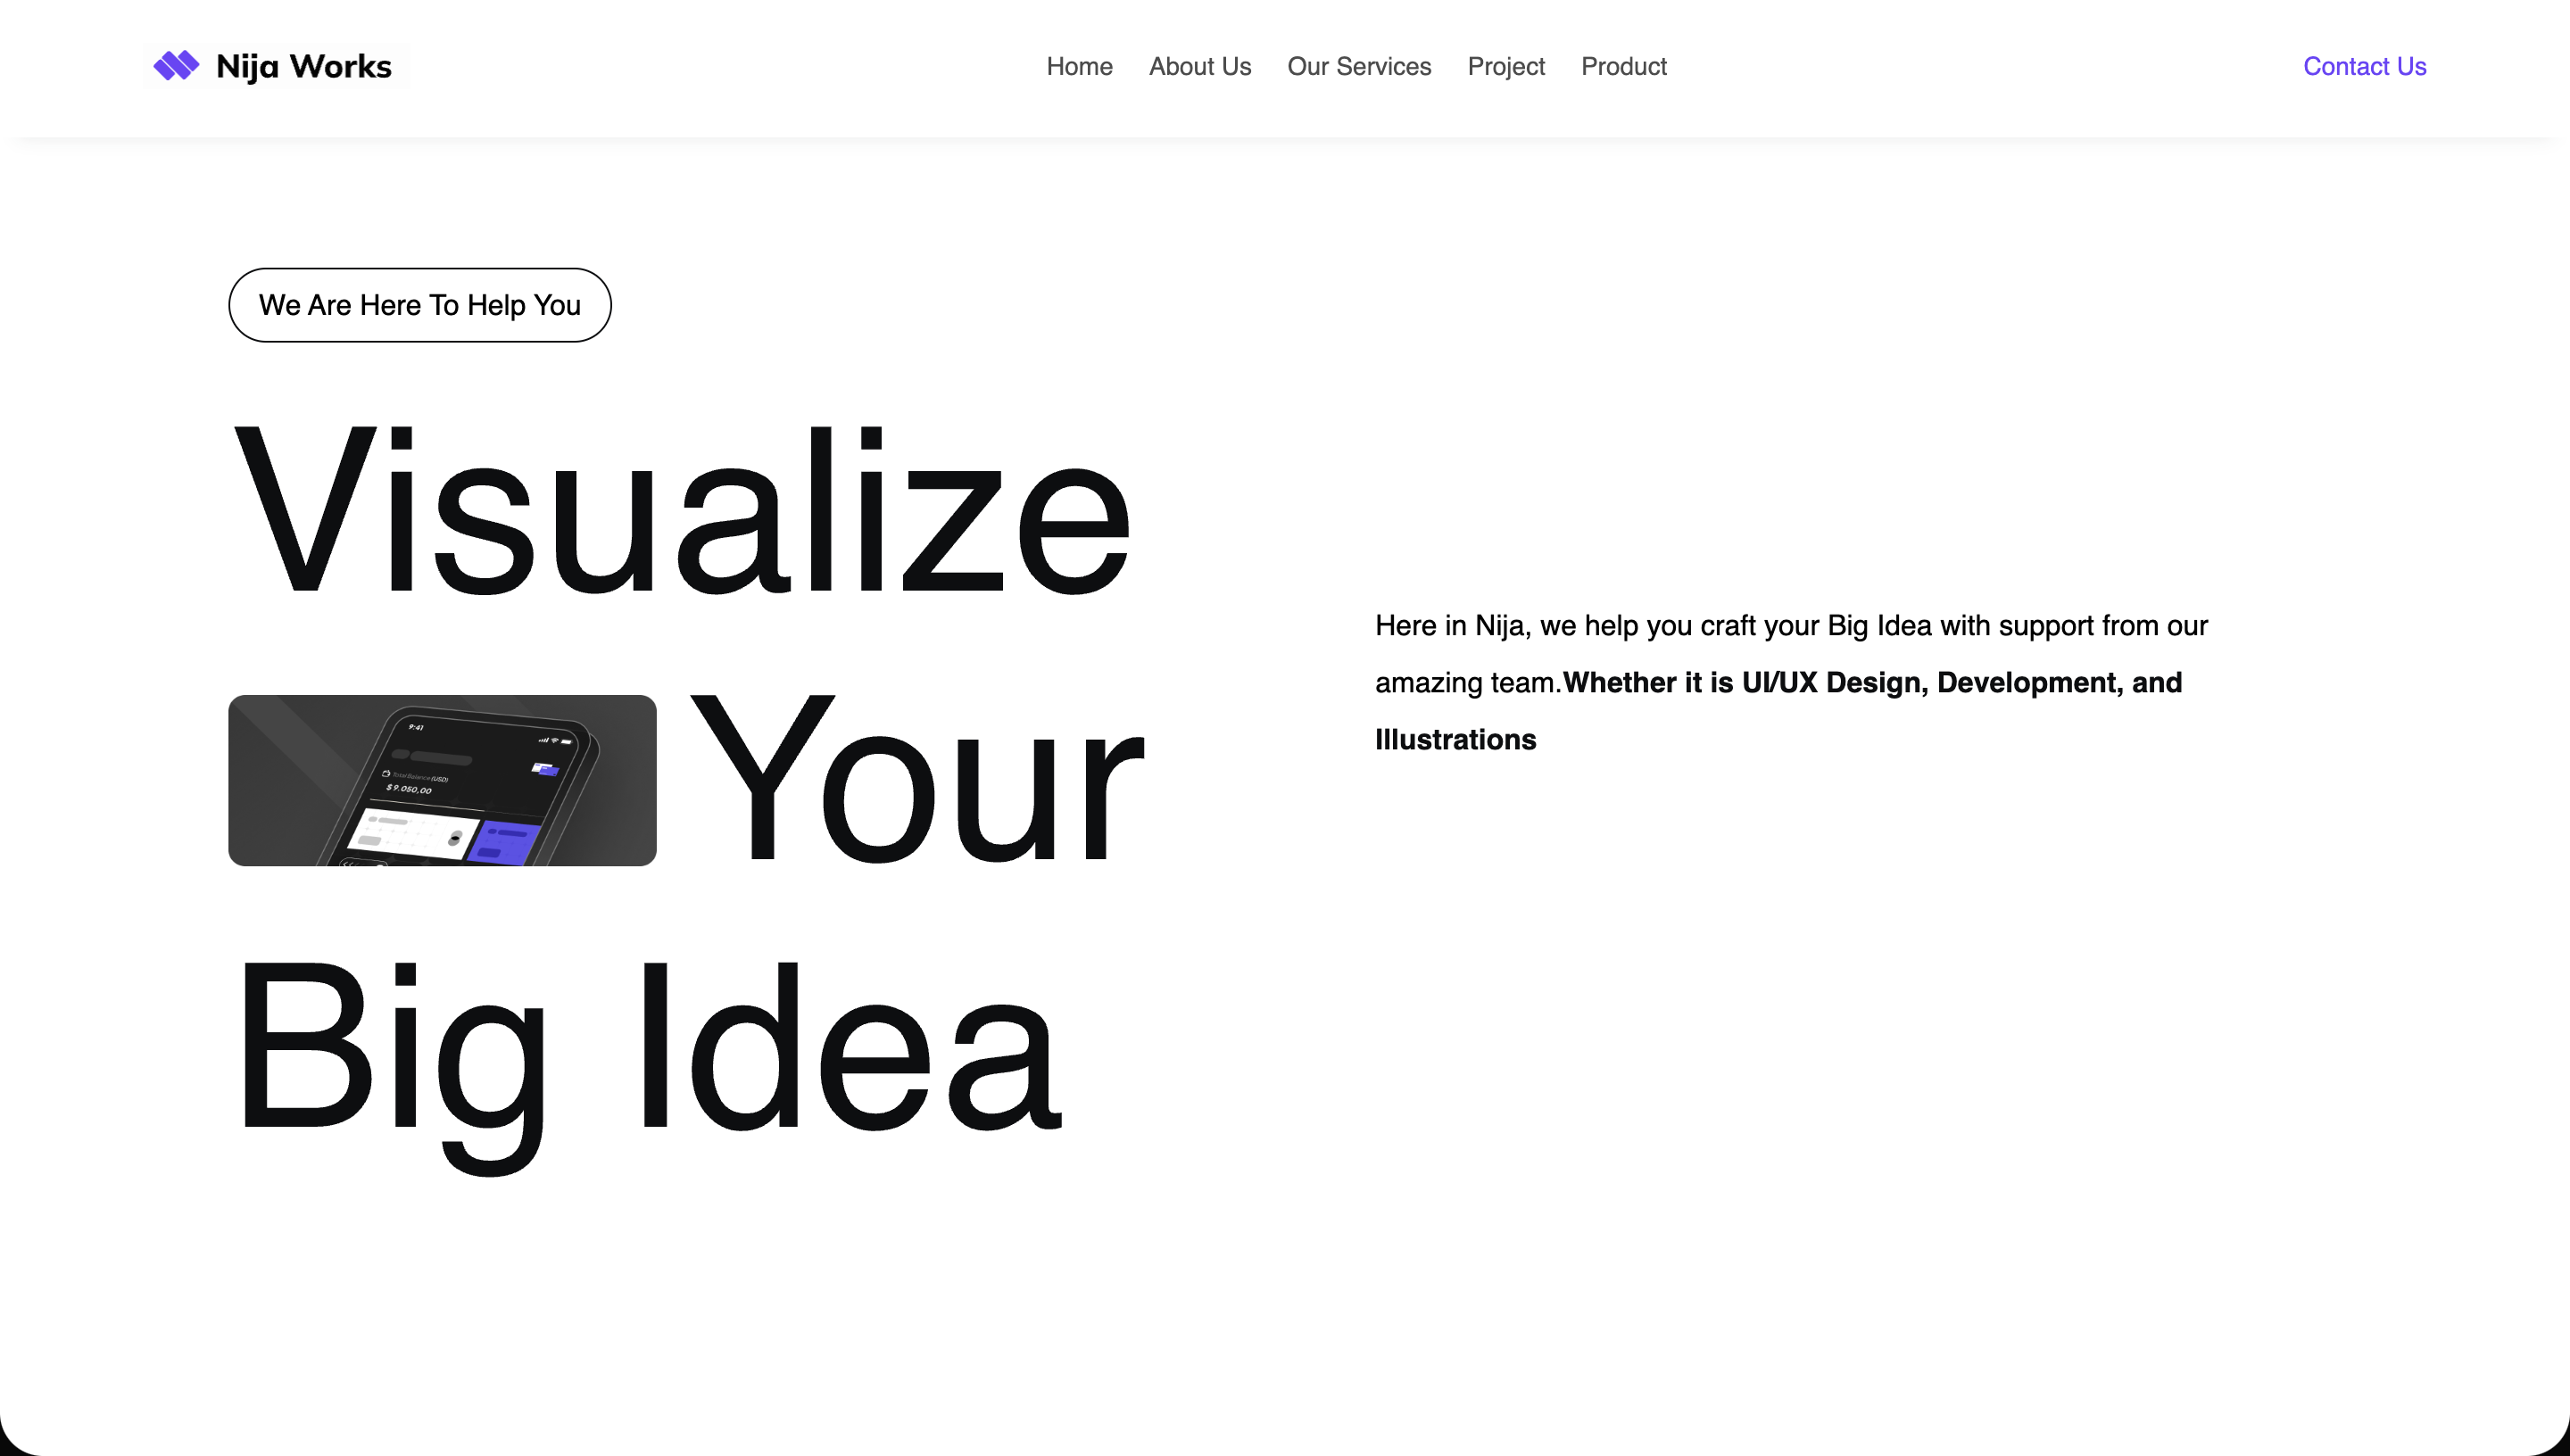 Nija Works
Home About Us Our Services Project Product
Contact Us
We Are Here To Help You
Visualize
Your
Big Idea
9:41
Total Balance (USD)
$9.050,00
Here in Nija, we help you craft your Big Idea with support from our
amazing team.Whether it is UI/UX Design, Development, and
Illustrations